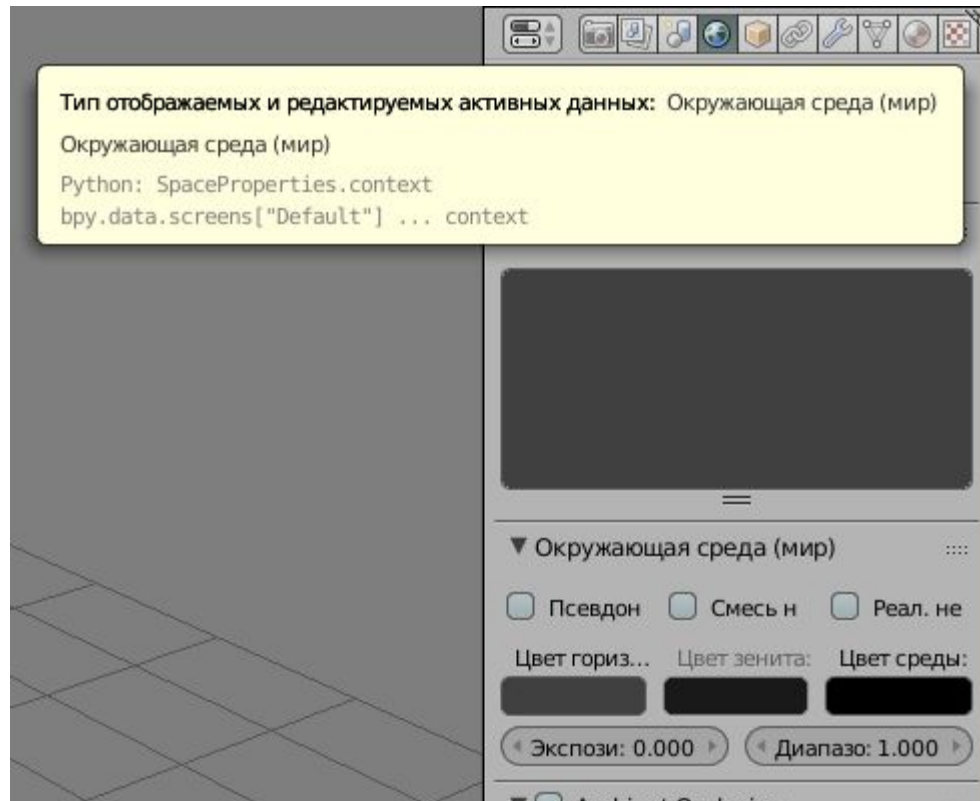 Тип отображаемых и редактируемых активных данных: Окружающая среда (мир)
Окружающая среда (мир)
Python: SpaceProperties.context
bpy.data.screens["Default"] ... context
Окружающая среда (мир)
Псевдон Смесь н Реал. не
Цвет гориз... Цвет зенита: Цвет среды:
Экспози: 0.000 Диапазо: 1.000